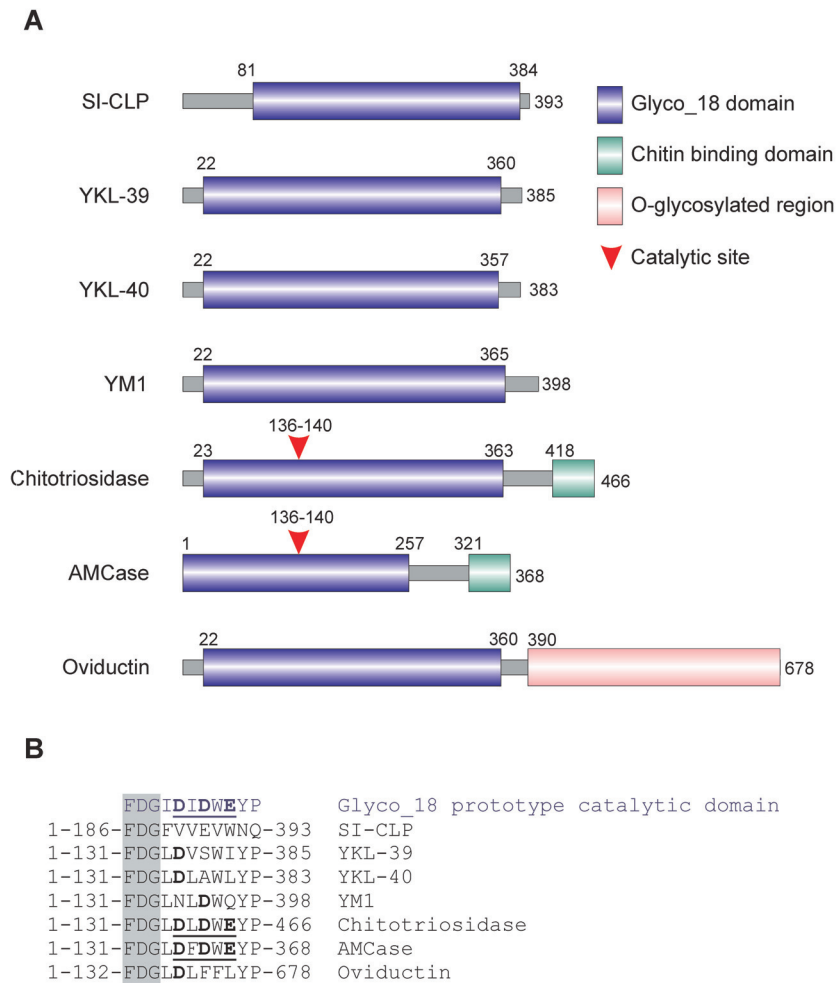 A
81 384
SI-CLP 393
Glyco_18 domain
22 360
YKL-39 385
Chitin binding domain
O-glycosylated region
Catalytic site
22 357
YKL-40 383
22 365
YM1 398
136-140
23 363 418
Chitotriosidase 466
136-140
1 257 321
AMCase 368
22 360 390
Oviductin 678
B
FDGIDIDWEYP Glyco_18 prototype catalytic domain
1-186-FDGFVVEVWNQ-393 SI-CLP
1-131-FDGLDVSWIYP-385 YKL-39
1-131-FDGLDLAWLYP-383 YKL-40
1-131-FDGLNLDWQYP-398 YM1
1-131-FDGLDLDWEYP-466 Chitotriosidase
1-131-FDGLDFDWEYP-368 AMCase
1-132-FDGLDLFFLYP-678 Oviductin